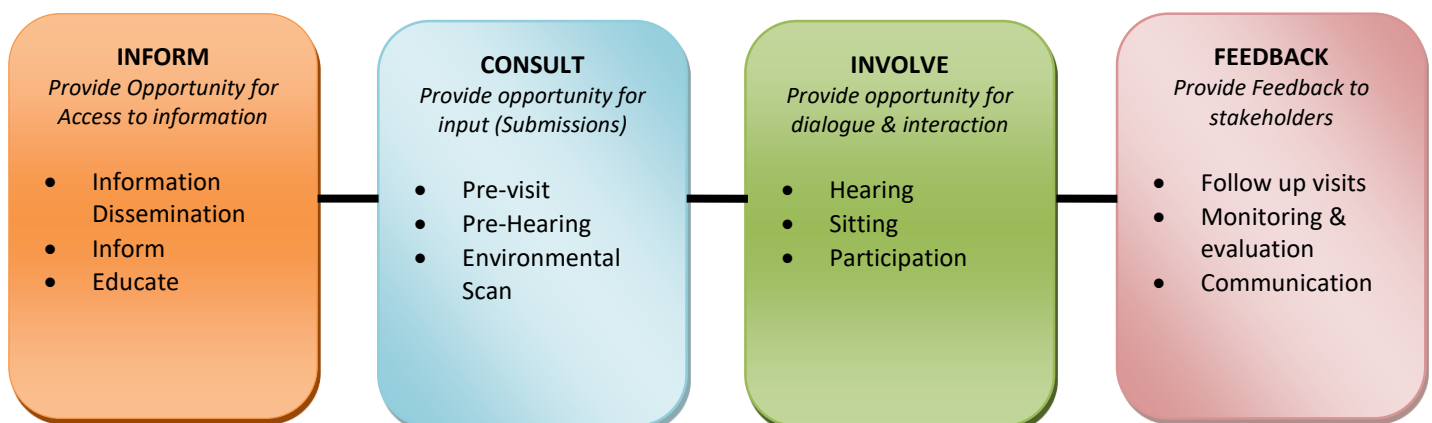 INFORM
Provide Opportunity for
Access to information
• Information
Dissemination
• Inform
• Educate
CONSULT
Provide opportunity for
input (Submissions)
• Pre-visit
• Pre-Hearing
• Environmental
Scan
INVOLVE
Provide opportunity for
dialogue & interaction
• Hearing
• Sitting
• Participation
FEEDBACK
Provide Feedback to
stakeholders
• Follow up visits
• Monitoring &
evaluation
• Communication